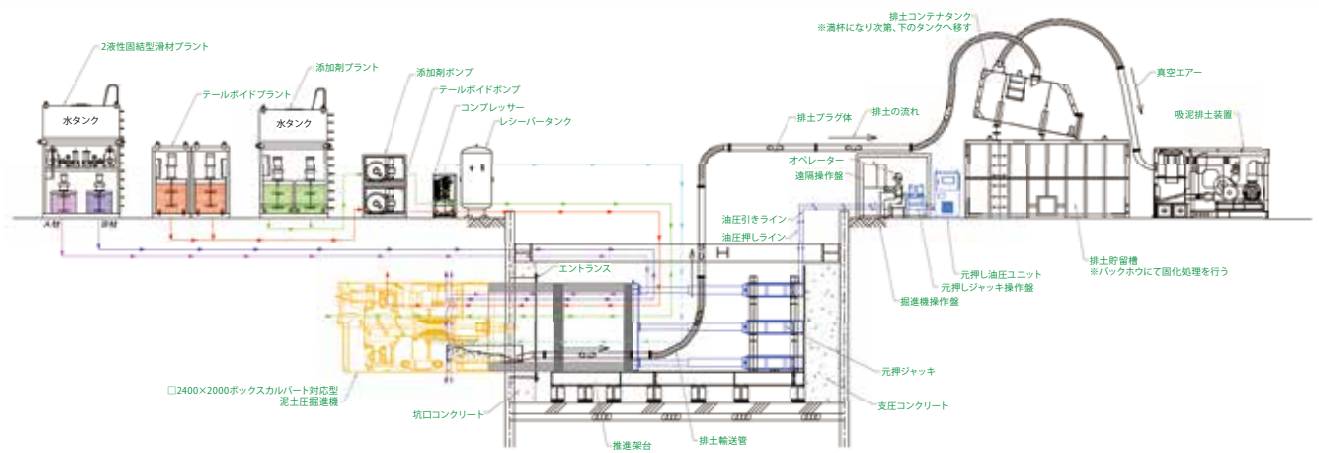 2液性固結型滑材プラント
テールボイドプラント
添加剤プラント
水タンク
水タンク
添加剤ポンプ
テールボイドポンプ
コンプレッサー
レシーバータンク
排土コンテナタンク
※満杯になり次第、下のタンクへ移す
真空エアー
排土プラグ体
排土の流れ
吸泥排土装置
オペレーター
遠隔操作盤
油圧引きライン
油圧押しライン
エントランス
元押し油圧ユニット
元押しジャッキ操作盤
掘進機操作盤
排土貯留槽
※バックホウにて固化処理を行う
□2400×2000ボックスカルバート対応型
泥土圧掘進機
坑口コンクリート
元押ジャッキ
支圧コンクリート
推進架台
排土輸送管